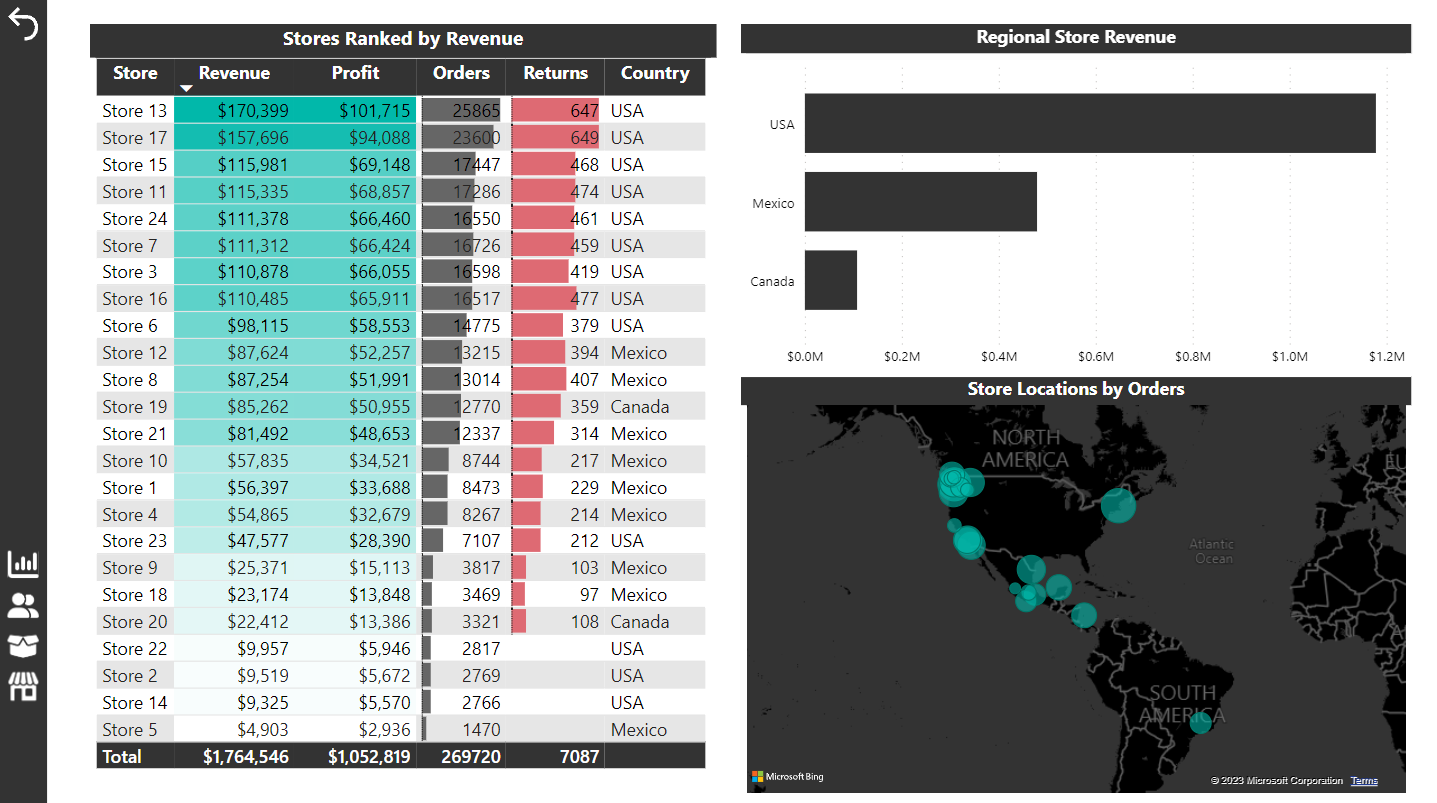 Stores Ranked by Revenue
Store Revenue Profit Orders Returns Country
Store 13 $170,399 $101,715 25865 647 USA
Store 17 $157,696 $94,088 23600 649 USA
Store 15 $115,981 $69,148 17447 468 USA
Store 11 $115,335 $68,857 17286 474 USA
Store 24 $111,378 $66,460 16550 461 USA
Store 7 $111,312 $66,424 16726 459 USA
Store 3 $110,878 $66,055 16598 419 USA
Store 16 $110,485 $65,911 16517 477 USA
Store 6 $98,115 $58,553 14775 379 USA
Store 12 $87,624 $52,257 13215 394 Mexico
Store 8 $87,254 $51,991 13014 407 Mexico
Store 19 $85,262 $50,955 12770 359 Canada
Store 21 $81,492 $48,653 12337 314 Mexico
Store 10 $57,835 $34,521 8744 217 Mexico
Store 1 $56,397 $33,688 8473 229 Mexico
Store 4 $54,865 $32,679 8267 214 Mexico
Store 23 $47,577 $28,390 7107 212 USA
Store 9 $25,371 $15,113 3817 103 Mexico
Store 18 $23,174 $13,848 3469 97 Mexico
Store 20 $22,412 $13,386 3321 108 Canada
Store 22 $9,957 $5,946 2817 USA
Store 2 $9,519 $5,672 2769 USA
Store 14 $9,325 $5,570 2766 USA
Store 5 $4,903 $2,936 1470 Mexico
Total $1,764,546 $1,052,819 269720 7087
Regional Store Revenue
USA
Mexico
Canada
$0.0M $0.2M $0.4M $0.6M $0.8M $1.0M $1.2M
Store Locations by Orders
NORTH
AMERICA
EU
Atlantic
Ocean
A
SOUTH
AMERICA
Microsoft Bing
© 2023 Microsoft Corporation Terms